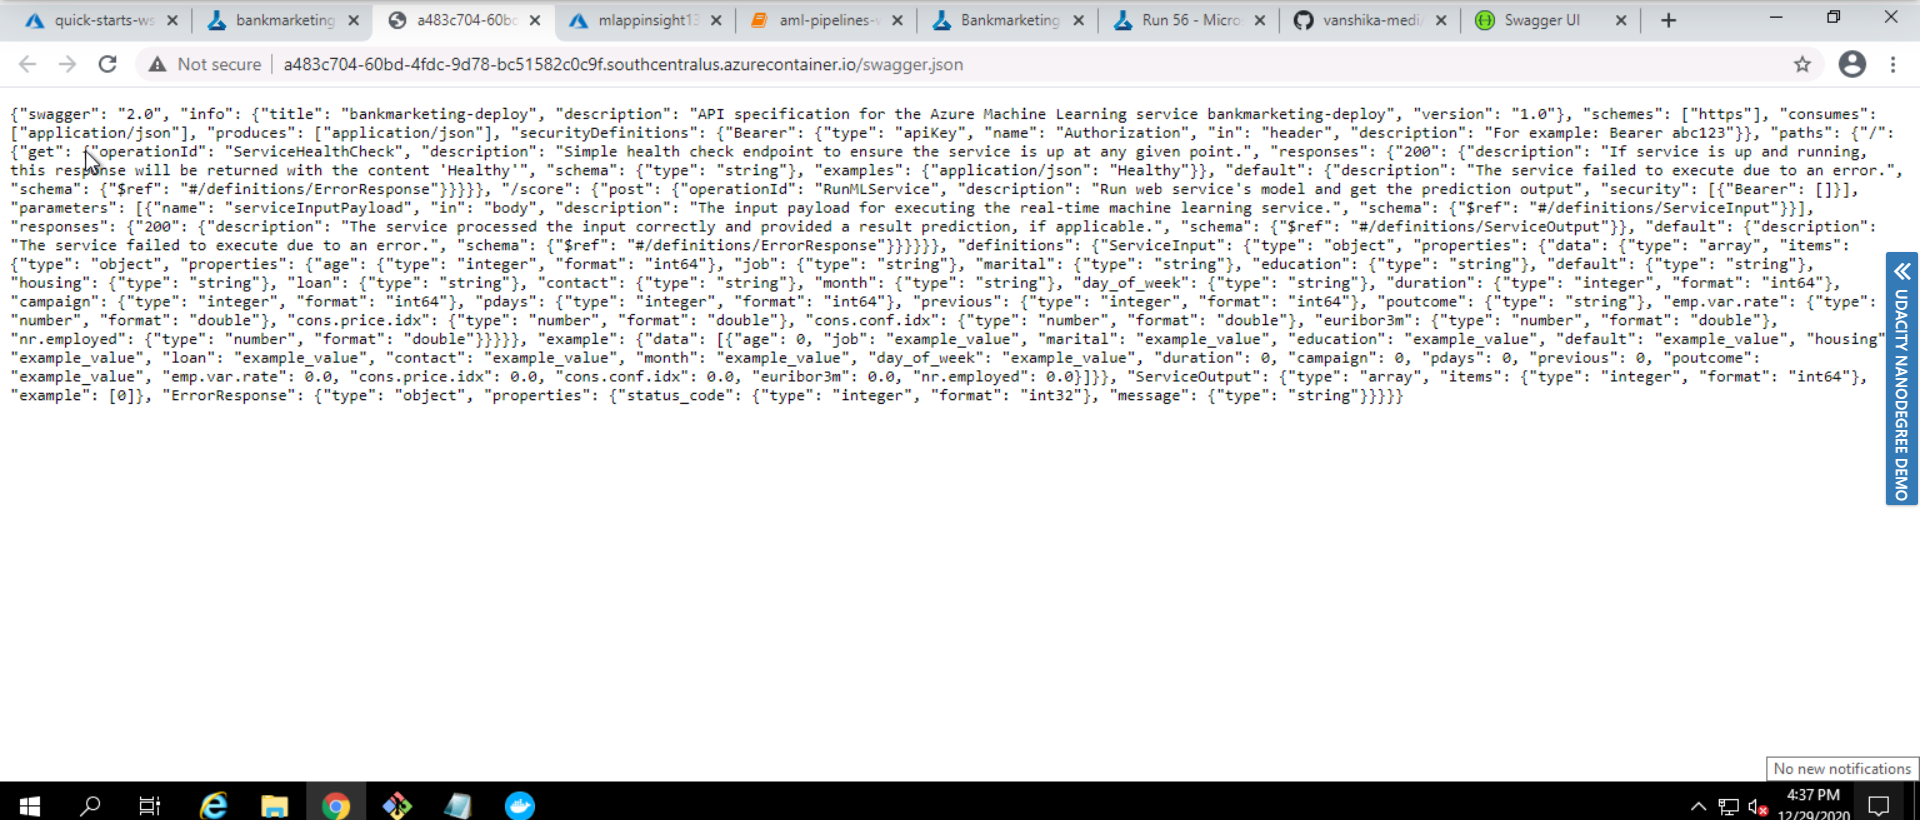 quick-starts-ws
bankmarketing
a483c704-60bc
mlappinsight13
aml-pipelines-
Bankmarketing
Run 56 - Micro
vanshika-medi
Swagger UI
Not secure
a483c704-60bd-4fdc-9d78-bc51582c0c9f.southcentralus.azurecontainer.io/swagger.json
{"swagger": "2.0", "info": {"title": "bankmarketing-deploy", "description": "API specification for the Azure Machine Learning service bankmarketing-deploy", "version": "1.0"}, "schemes": ["https"], "consumes":
["application/json"], "produces": ["application/json"], "securityDefinitions": {"Bearer": {"type": "apiKey", "name": "Authorization", "in": "header", "description": "For example: Bearer abc123"}}, "paths": {"/":
{"get": {"operationId": "ServiceHealthCheck", "description": "Simple health check endpoint to ensure the service is up at any given point.", "responses": {"200": {"description": "If service is up and running,
this response will be returned with the content 'Healthy'", "schema": {"type": "string"}, "examples": {"application/json": "Healthy"}}, "default": {"description": "The service failed to execute due to an error.",
"schema": {"$ref": "#/definitions/ErrorResponse"}}}}}, "/score": {"post": {"operationId": "RunMLService", "description": "Run web service's model and get the prediction output", "security": [{"Bearer": []}],
"parameters": [{"name": "serviceInputPayload", "in": "body", "description": "The input payload for executing the real-time machine learning service.", "schema": {"$ref": "#/definitions/ServiceInput"}}],
"responses": {"200": {"description": "The service processed the input correctly and provided a result prediction, if applicable.", "schema": {"$ref": "#/definitions/ServiceOutput"}}, "default": {"description":
"The service failed to execute due to an error.", "schema": {"$ref": "#/definitions/ErrorResponse"}}}}}}, "definitions": {"ServiceInput": {"type": "object", "properties": {"data": {"type": "array", "items":
{"type": "object", "properties": {"age": {"type": "integer", "format": "int64"}, "job": {"type": "string"}, "marital": {"type": "string"}, "education": {"type": "string"}, "default": {"type": "string"},
"housing": {"type": "string"}, "loan": {"type": "string"}, "contact": {"type": "string"}, "month": {"type": "string"}, "day_of_week": {"type": "string"}, "duration": {"type": "integer", "format": "int64"},
"campaign": {"type": "integer", "format": "int64"}, "pdays": {"type": "integer", "format": "int64"}, "previous": {"type": "integer", "format": "int64"}, "poutcome": {"type": "string"}, "emp.var.rate": {"type":
"number", "format": "double"}, "cons.price.idx": {"type": "number", "format": "double"}, "cons.conf.idx": {"type": "number", "format": "double"}, "euribor3m": {"type": "number", "format": "double"},
"nr.employed": {"type": "number", "format": "double"}}}}}, "example": {"data": [{"age": 0, "job": "example_value", "marital": "example_value", "education": "example_value", "default": "example_value", "housing"
"example_value", "loan": "example_value", "contact": "example_value", "month": "example_value", "day_of_week": "example_value", "duration": 0, "campaign": 0, "pdays": 0, "previous": 0, "poutcome":
"example_value", "emp.var.rate": 0.0, "cons.price.idx": 0.0, "cons.conf.idx": 0.0, "euribor3m": 0.0, "nr.employed": 0.0}]}}, "ServiceOutput": {"type": "array", "items": {"type": "integer", "format": "int64"},
"example": [0]}, "ErrorResponse": {"type": "object", "properties": {"status_code": {"type": "integer", "format": "int32"}, "message": {"type": "string"}}}}}
UDACITY NANODEGREE DEMO
No new notifications
4:37 PM
12/29/2020